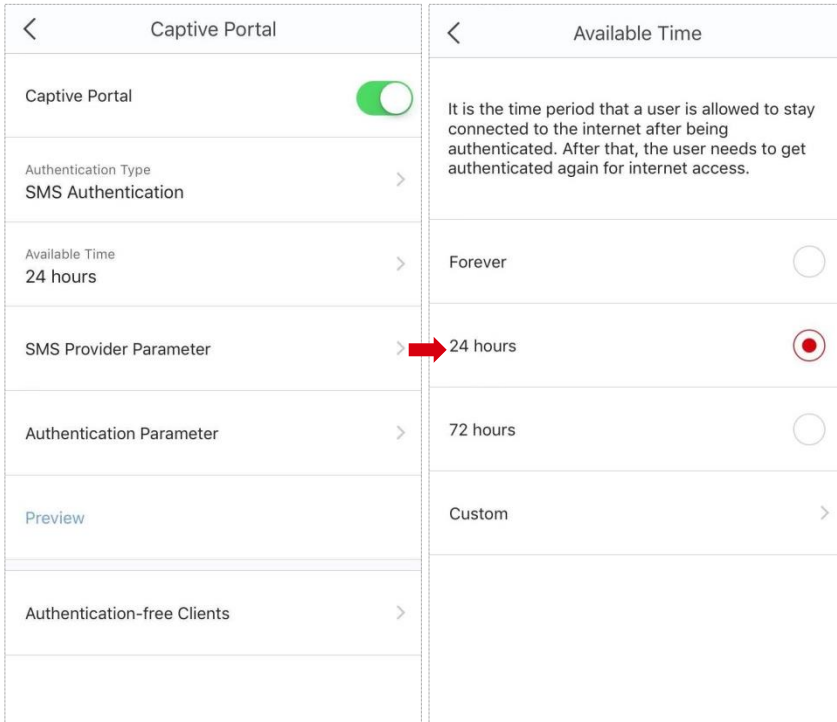 Captive Portal
Captive Portal
Authentication Type
SMS Authentication
Available Time
24 hours
SMS Provider Parameter
Authentication Parameter
Preview
Authentication-free Clients
Available Time
It is the time period that a user is allowed to stay
connected to the internet after being
authenticated. After that, the user needs to get
authenticated again for internet access.
Forever
24 hours
72 hours
Custom